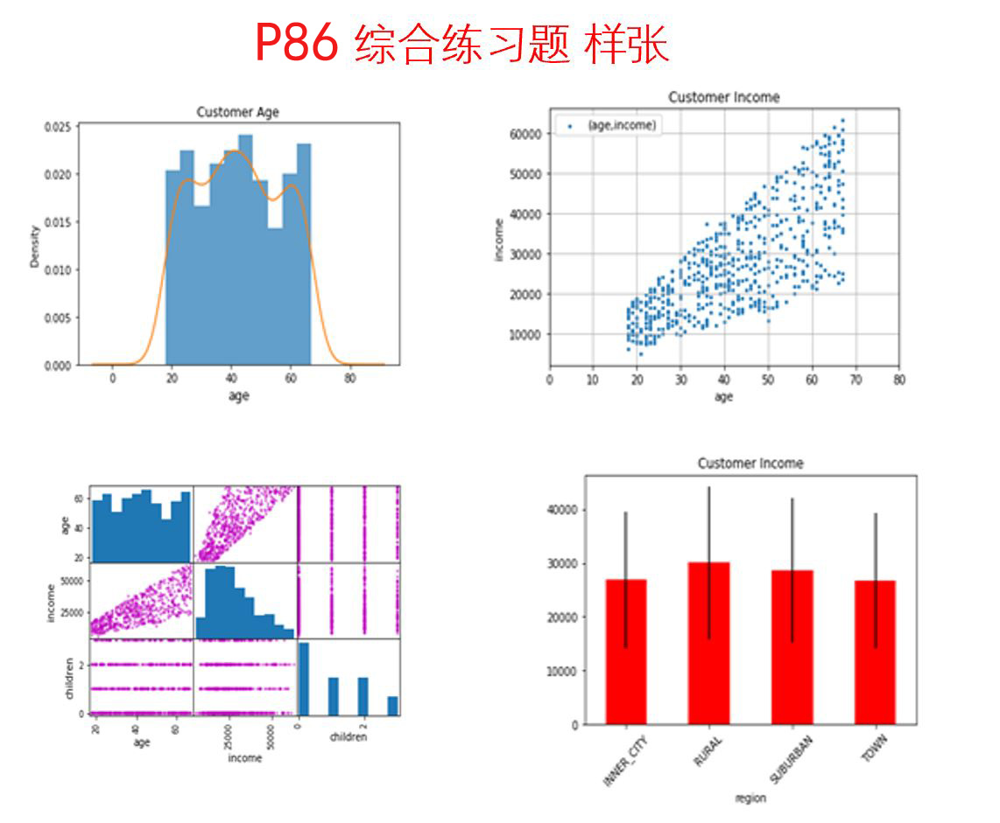 P86 综合练习题 样张
Customer Age
0.025
0.020
0.015
0.010
0.005
0.000
Density
0 20 40 60 80
age
Customer Income
(age,income)
60000
50000
40000
30000
20000
10000
income
0 10 20 30 40 50 60 70 80
age
60
40
20
age
50000
25000
income
2
0
children
20 40 60
age
25000 50000
income
0 2
children
Customer Income
40000
30000
20000
10000
0
INNER_CITY
RURAL
SUBURBAN
TOWN
region